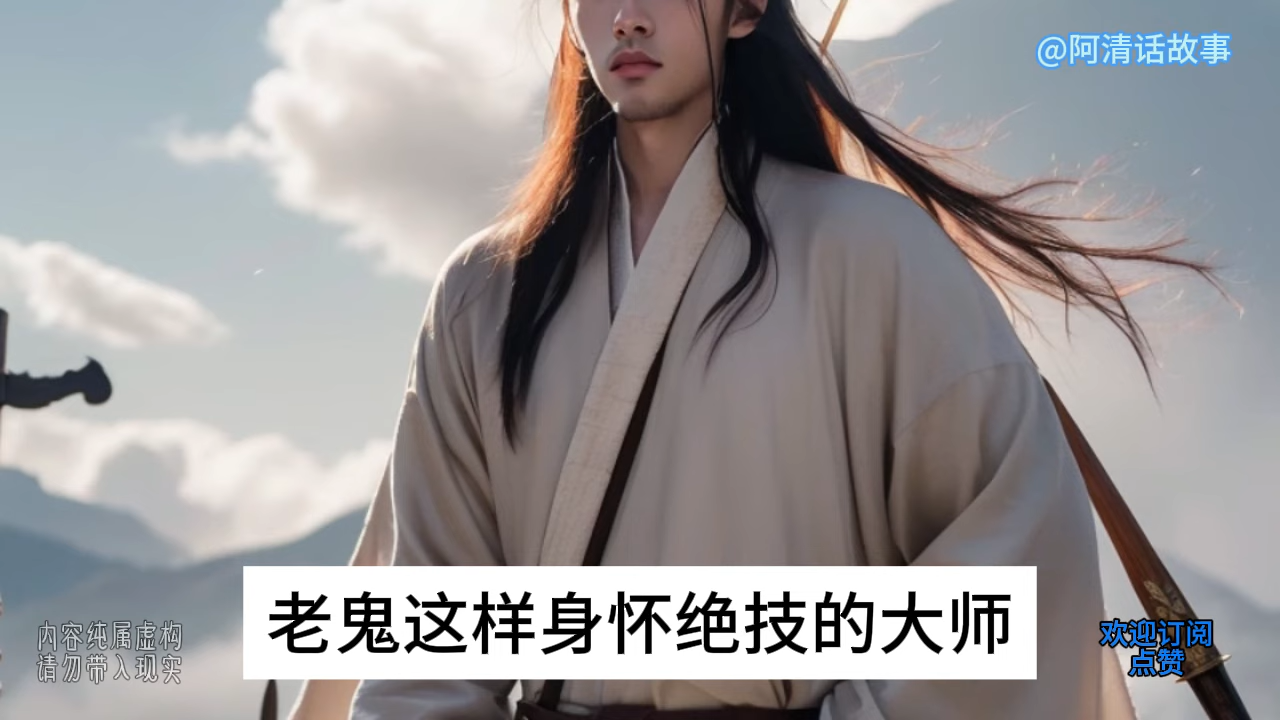 @阿清话故事
老鬼这样身怀绝技的大师
内容纯属虚构
请勿带入现实
欢迎订阅
点赞